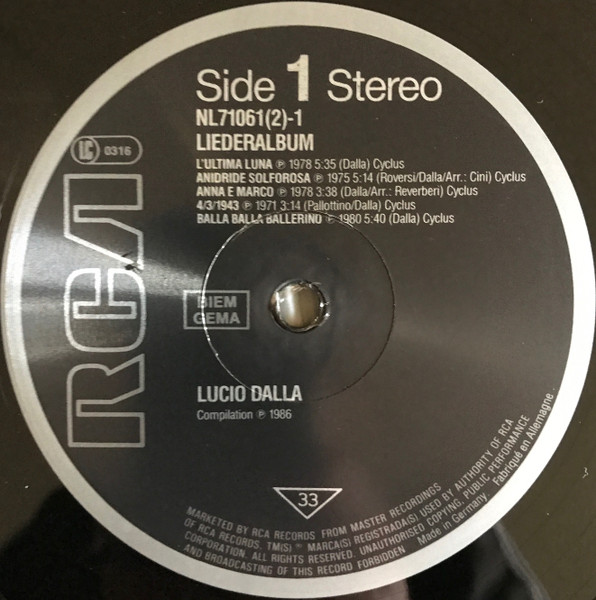 Side 1 Stereo
NL71061(2)-1
LIEDERALBUM
LC 0316
L'ULTIMA LUNA ℗ 1978 5:35 (Dalla) Cyclus
ANIDRIDE SOLFOROSA ℗ 1975 5:14 (Roversi/Dalla/Arr.: Cini) Cyclus
ANNA E MARCO ℗ 1978 3:38 (Dalla/Arr.: Reverberi) Cyclus
4/3/1943 ℗ 1971 3:14 (Pallottino/Dalla) Cyclus
BALLA BALLA BALLERINO ℗ 1980 5:40 (Dalla) Cyclus
RCA
BIEM
GEMA
LUCIO DALLA
Compilation ℗ 1986
33
MARKETED BY RCA RECORDS FROM MASTER RECORDINGS
OF RCA RECORDS, TM(S) ® MARCA(S) REGISTRADA(S) USED BY AUTHORITY OF RCA
CORPORATION. ALL RIGHTS RESERVED. UNAUTHORISED COPYING, PUBLIC PERFORMANCE
AND BROADCASTING OF THIS RECORD FORBIDDEN Made in Germany. Fabriqué en Allemagne.